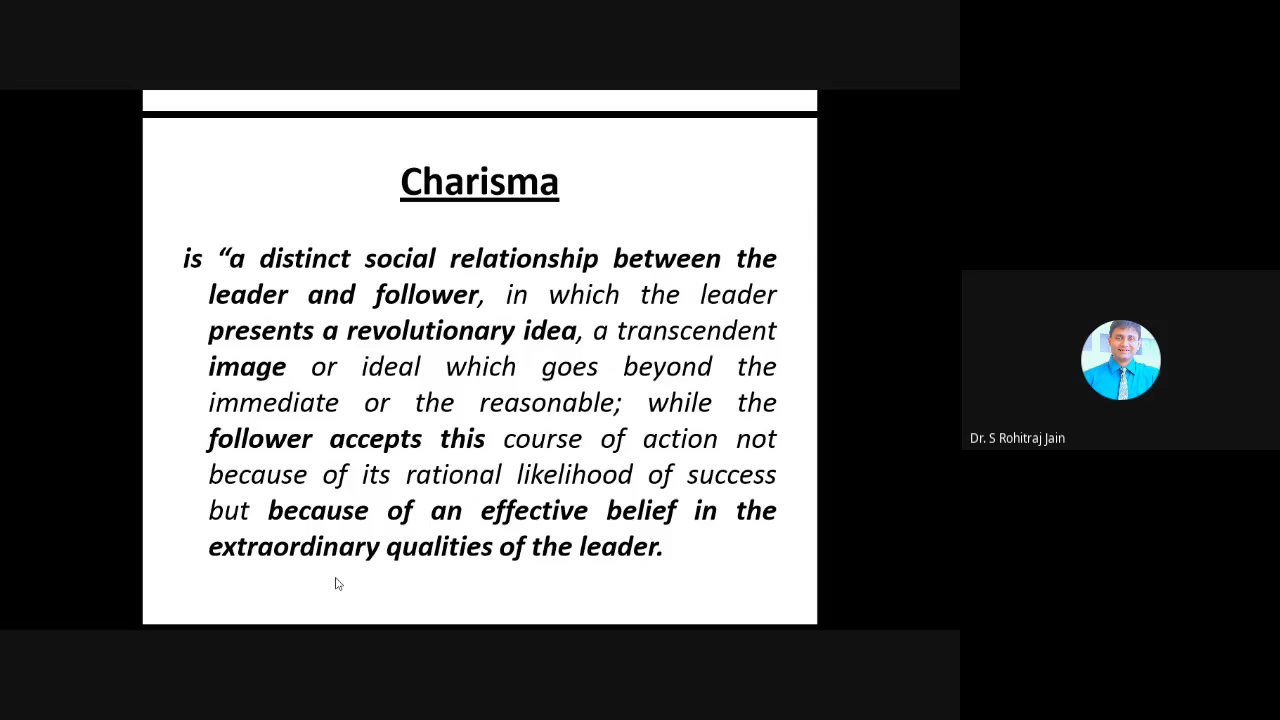 Charisma
is “a distinct social relationship between the
leader and follower, in which the leader
presents a revolutionary idea, a transcendent
image or ideal which goes beyond the
immediate or the reasonable; while the
follower accepts this course of action not
because of its rational likelihood of success
but because of an effective belief in the
extraordinary qualities of the leader.
Dr. S Rohitraj Jain